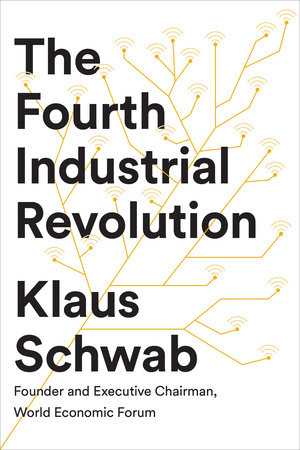 The
Fourth
Industrial
Revolution
Klaus
Schwab
Founder and Executive Chairman,
World Economic Forum